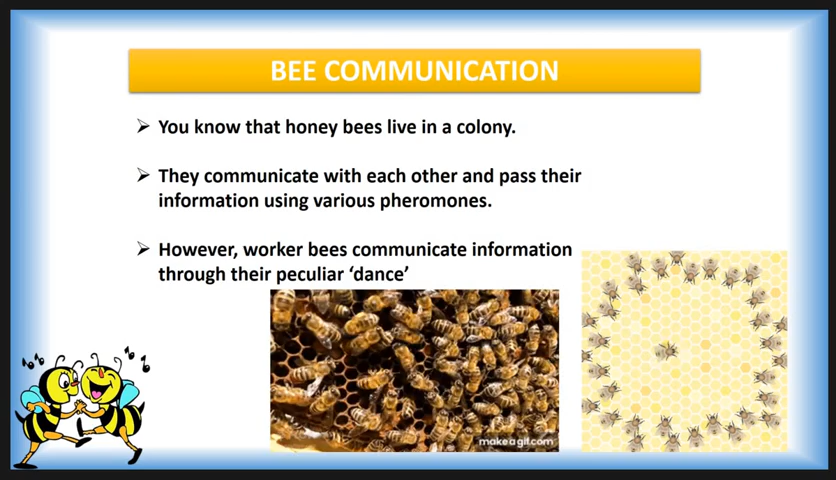 BEE COMMUNICATION
➢ You know that honey bees live in a colony.
➢ They communicate with each other and pass their
information using various pheromones.
➢ However, worker bees communicate information
through their peculiar ‘dance’
makeagif.com